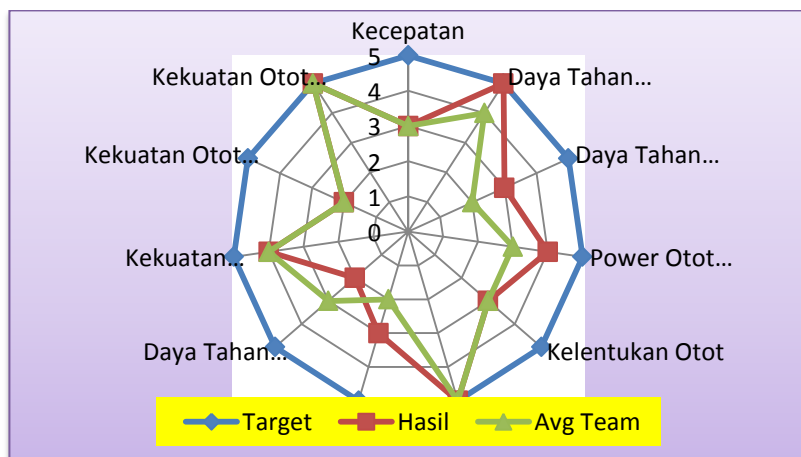 Kecepatan
5
4
3
2
1
0
Daya Tahan...
Daya Tahan...
Power Otot...
Kelentukan Otot
Daya Tahan...
Kekuatan...
Kekuatan Otot...
Kekuatan Otot...
Target
Hasil
Avg Team